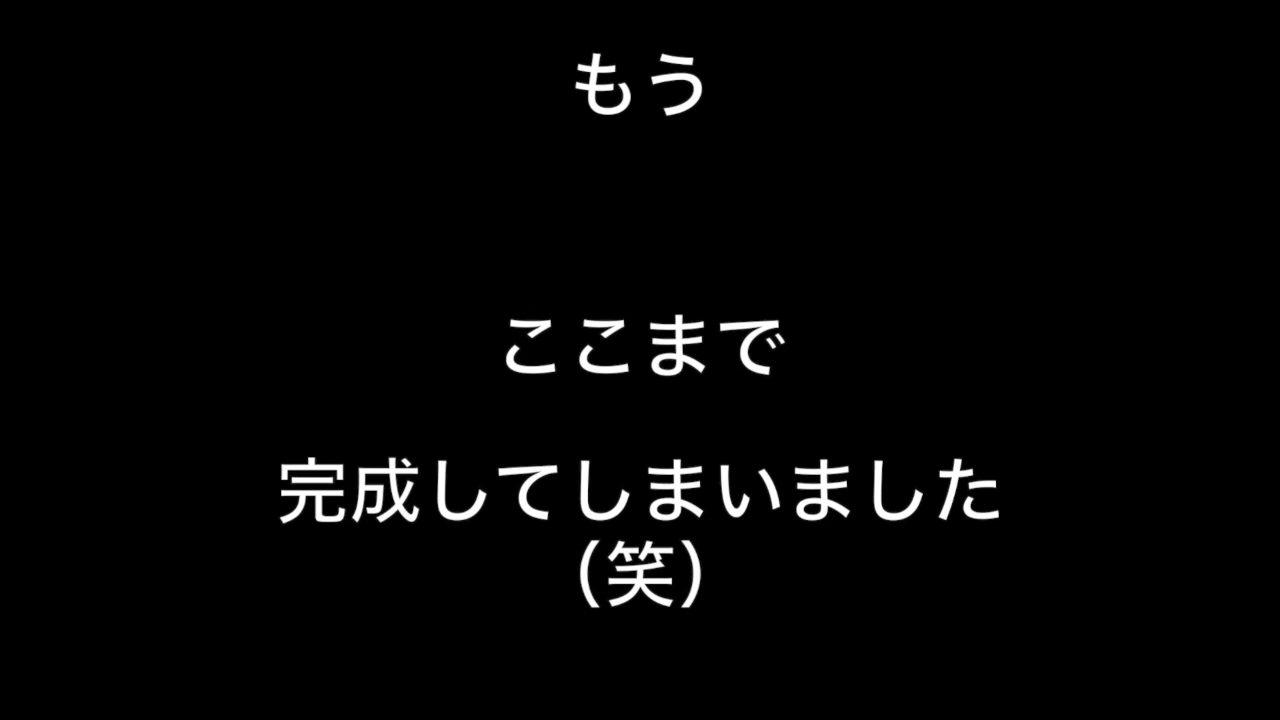 もう
ここまで
完成してしまいました
（笑）